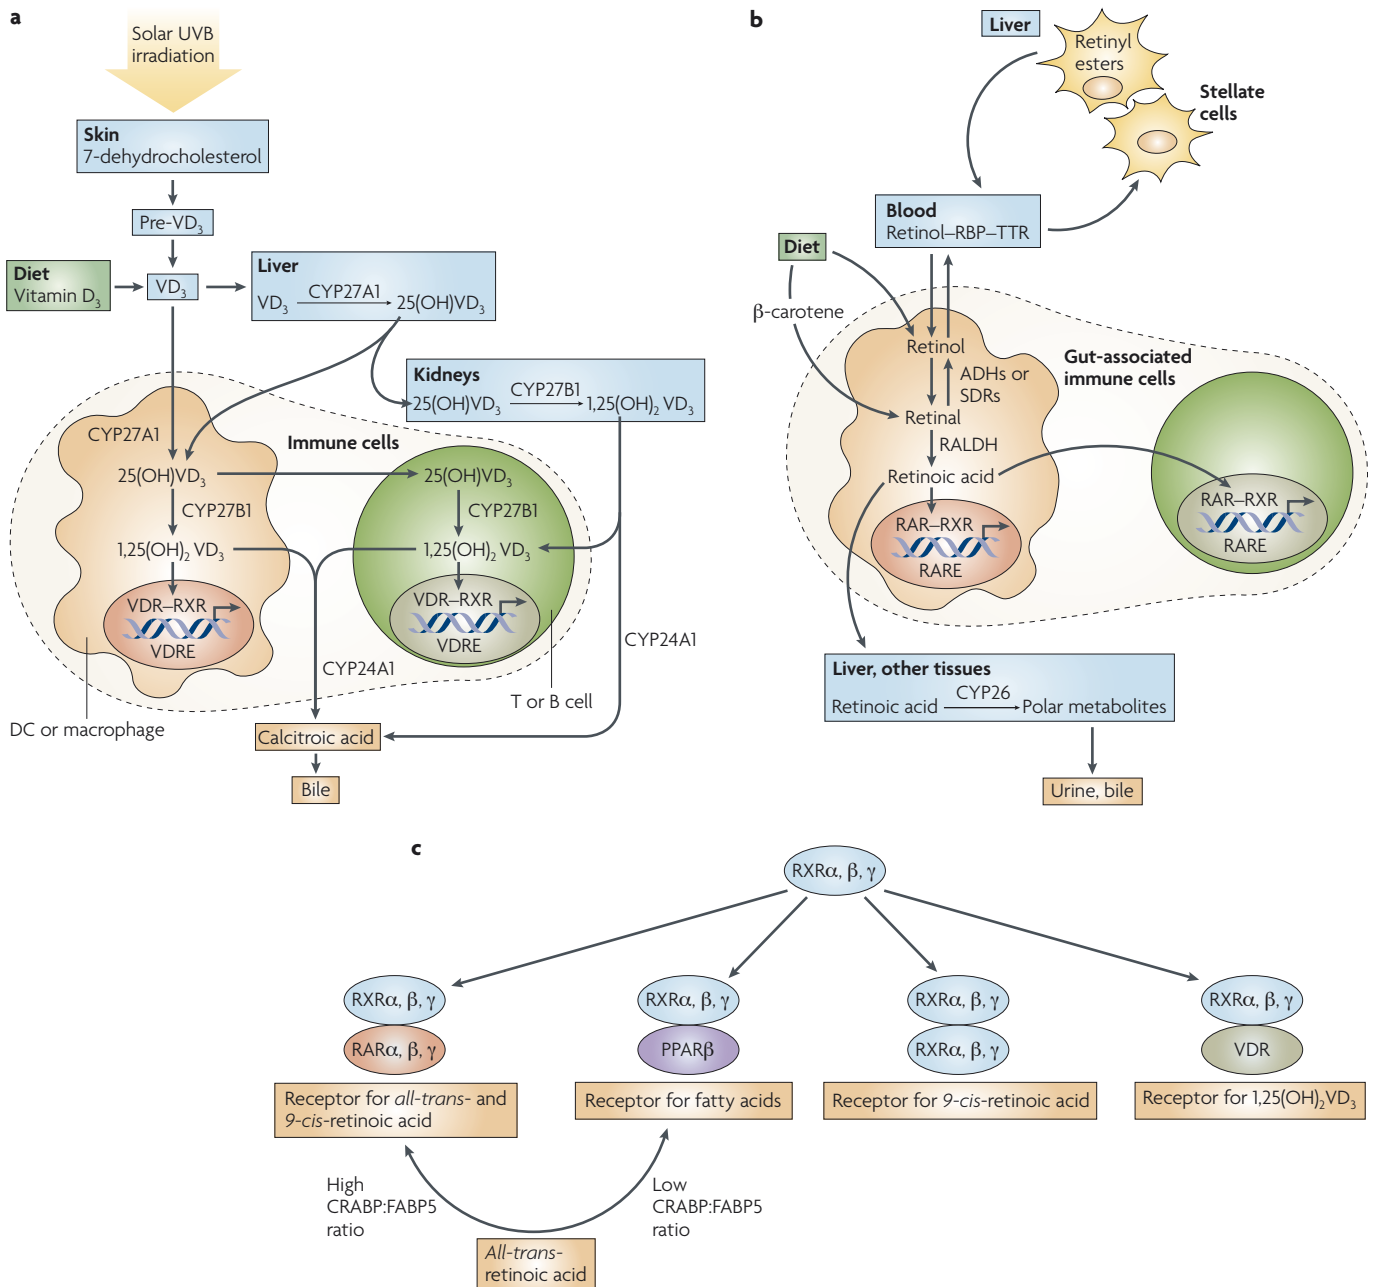 a
Solar UVB
irradiation
Skin
7-dehydrocholesterol
Pre-VD₃
Diet
Vitamin D₃
VD₃
Liver
VD₃ CYP27A1 25(OH)VD₃
Kidneys
25(OH)VD₃ CYP27B1 1,25(OH)₂ VD₃
Immune cells
CYP27A1
25(OH)VD₃
CYP27B1
1,25(OH)₂ VD₃
VDR–RXR
VDRE
25(OH)VD₃
CYP27B1
1,25(OH)₂ VD₃
VDR–RXR
VDRE
CYP24A1
CYP24A1
T or B cell
DC or macrophage
Calcitroic acid
Bile
b
Liver
Retinyl
esters
Stellate
cells
Blood
Retinol–RBP–TTR
Diet
β-carotene
Retinol
ADHs or
SDRs
Retinal
RALDH
Retinoic acid
RAR–RXR
RARE
Gut-associated
immune cells
RAR–RXR
RARE
Liver, other tissues
Retinoic acid CYP26 Polar metabolites
Urine, bile
c
RXRα, β, γ
RXRα, β, γ
RARα, β, γ
Receptor for all-trans- and
9-cis-retinoic acid
RXRα, β, γ
PPARβ
Receptor for fatty acids
RXRα, β, γ
RXRα, β, γ
Receptor for 9-cis-retinoic acid
RXRα, β, γ
VDR
Receptor for 1,25(OH)₂VD₃
High
CRABP:FABP5
ratio
Low
CRABP:FABP5
ratio
All-trans-
retinoic acid